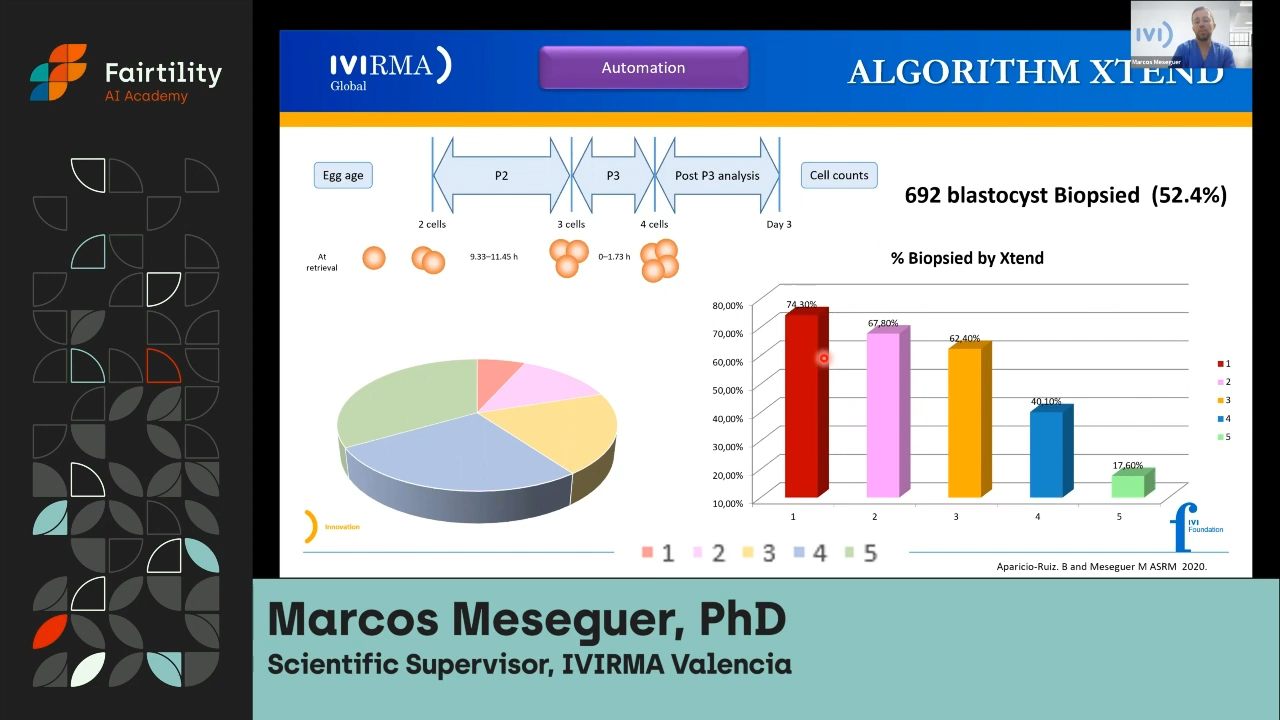 Fairtility
AI Academy
IVIRMA
Global
Automation
ALGORITHM XTEND
IVI
Marcos Meseguer
Egg age
P2
P3
Post P3 analysis
Cell counts
2 cells
3 cells
4 cells
Day 3
At
retrieval
9.33–11.45 h
0–1.73 h
692 blastocyst Biopsied (52.4%)
% Biopsied by Xtend
80,00%
70,00%
60,00%
50,00%
40,00%
30,00%
20,00%
10,00%
74,30%
67,80%
62,40%
40,10%
17,60%
1
2
3
4
5
1
2
3
4
5
Innovation
1 2 3 4 5
f
IVI
Foundation
Aparicio-Ruiz. B and Meseguer M ASRM 2020.
Marcos Meseguer, PhD
Scientific Supervisor, IVIRMA Valencia